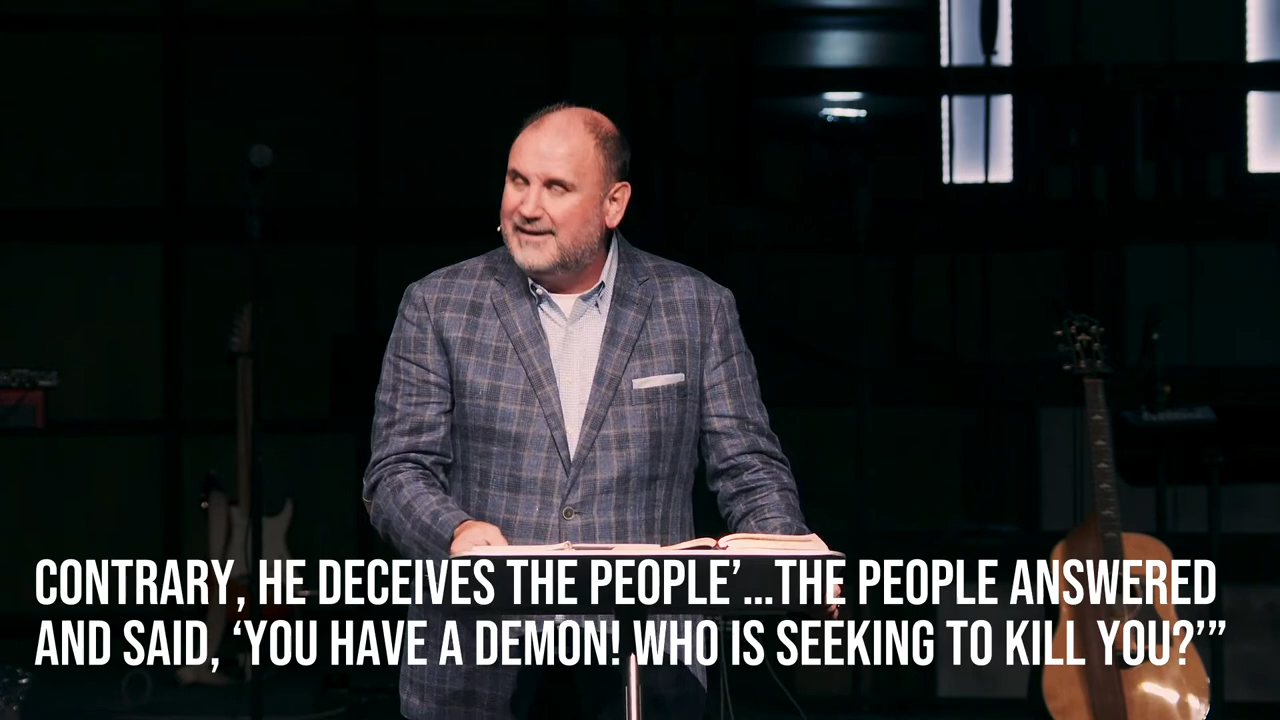 CONTRARY, HE DECEIVES THE PEOPLE’ ...THE PEOPLE ANSWERED
AND SAID, ‘YOU HAVE A DEMON! WHO IS SEEKING TO KILL YOU?’”